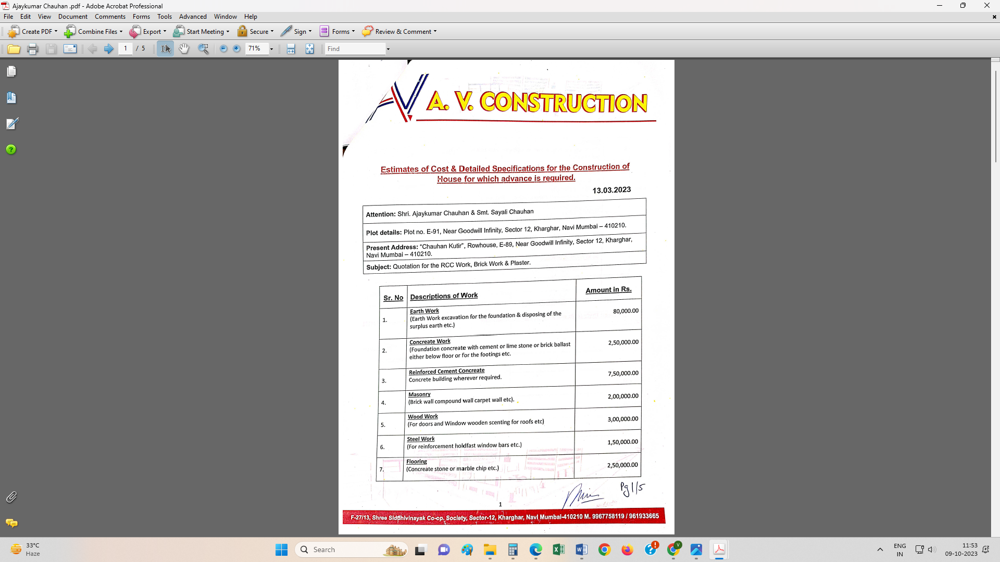 Ajaykumar Chauhan .pdf - Adobe Acrobat Professional
File Edit View Document Comments Forms Tools Advanced Window Help
Create PDF Combine Files Export Start Meeting Secure Sign Forms Review & Comment
1 / 5 71% Find
A. V. CONSTRUCTION
Estimates of Cost & Detailed Specifications for the Construction of
House for which advance is required.
13.03.2023
Attention: Shri. Ajaykumar Chauhan & Smt. Sayali Chauhan
Plot details: Plot no. E-91, Near Goodwill Infinity, Sector 12, Kharghar, Navi Mumbai – 410210.
Present Address: “Chauhan Kutir”, Rowhouse, E-89, Near Goodwill Infinity, Sector 12, Kharghar,
Navi Mumbai – 410210.
Subject: Quotation for the RCC Work, Brick Work & Plaster.
Sr. No Descriptions of Work Amount in Rs.
1. Earth Work 80,000.00
(Earth Work excavation for the foundation & disposing of the
surplus earth etc.)
2. Concreate Work 2,50,000.00
(Foundation concreate with cement or lime stone or brick ballast
either below floor or for the footings etc.
3. Reinforced Cement Concreate 7,50,000.00
Concrete building wherever required.
4. Masonry 2,00,000.00
(Brick wall compound wall carpet wall etc).
5. Wood Work 3,00,000.00
(For doors and Window wooden scenting for roofs etc)
6. Steel Work 1,50,000.00
(For reinforcement holdfast window bars etc.)
7. Flooring 2,50,000.00
(Concreate stone or marble chip etc.)
Pg 1/5
1
F-27/13, Shree Siddhivinayak Co-op. Society, Sector-12, Kharghar, Navi Mumbai-410210 M. 9967758119 / 961933665
33°C
Haze
Search
ENG
IN
11:53
09-10-2023